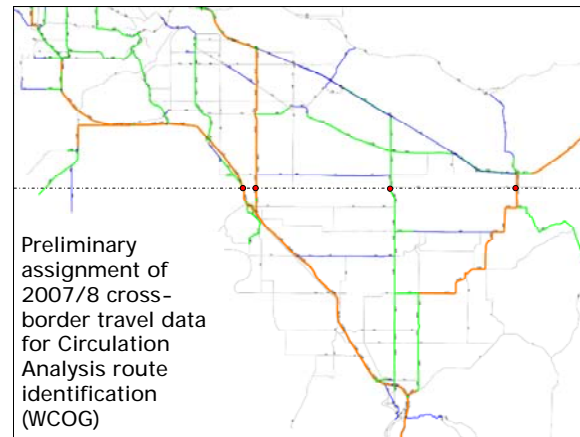 Preliminary
assignment of
2007/8 cross-
border travel data
for Circulation
Analysis route
identification
(WCOG)